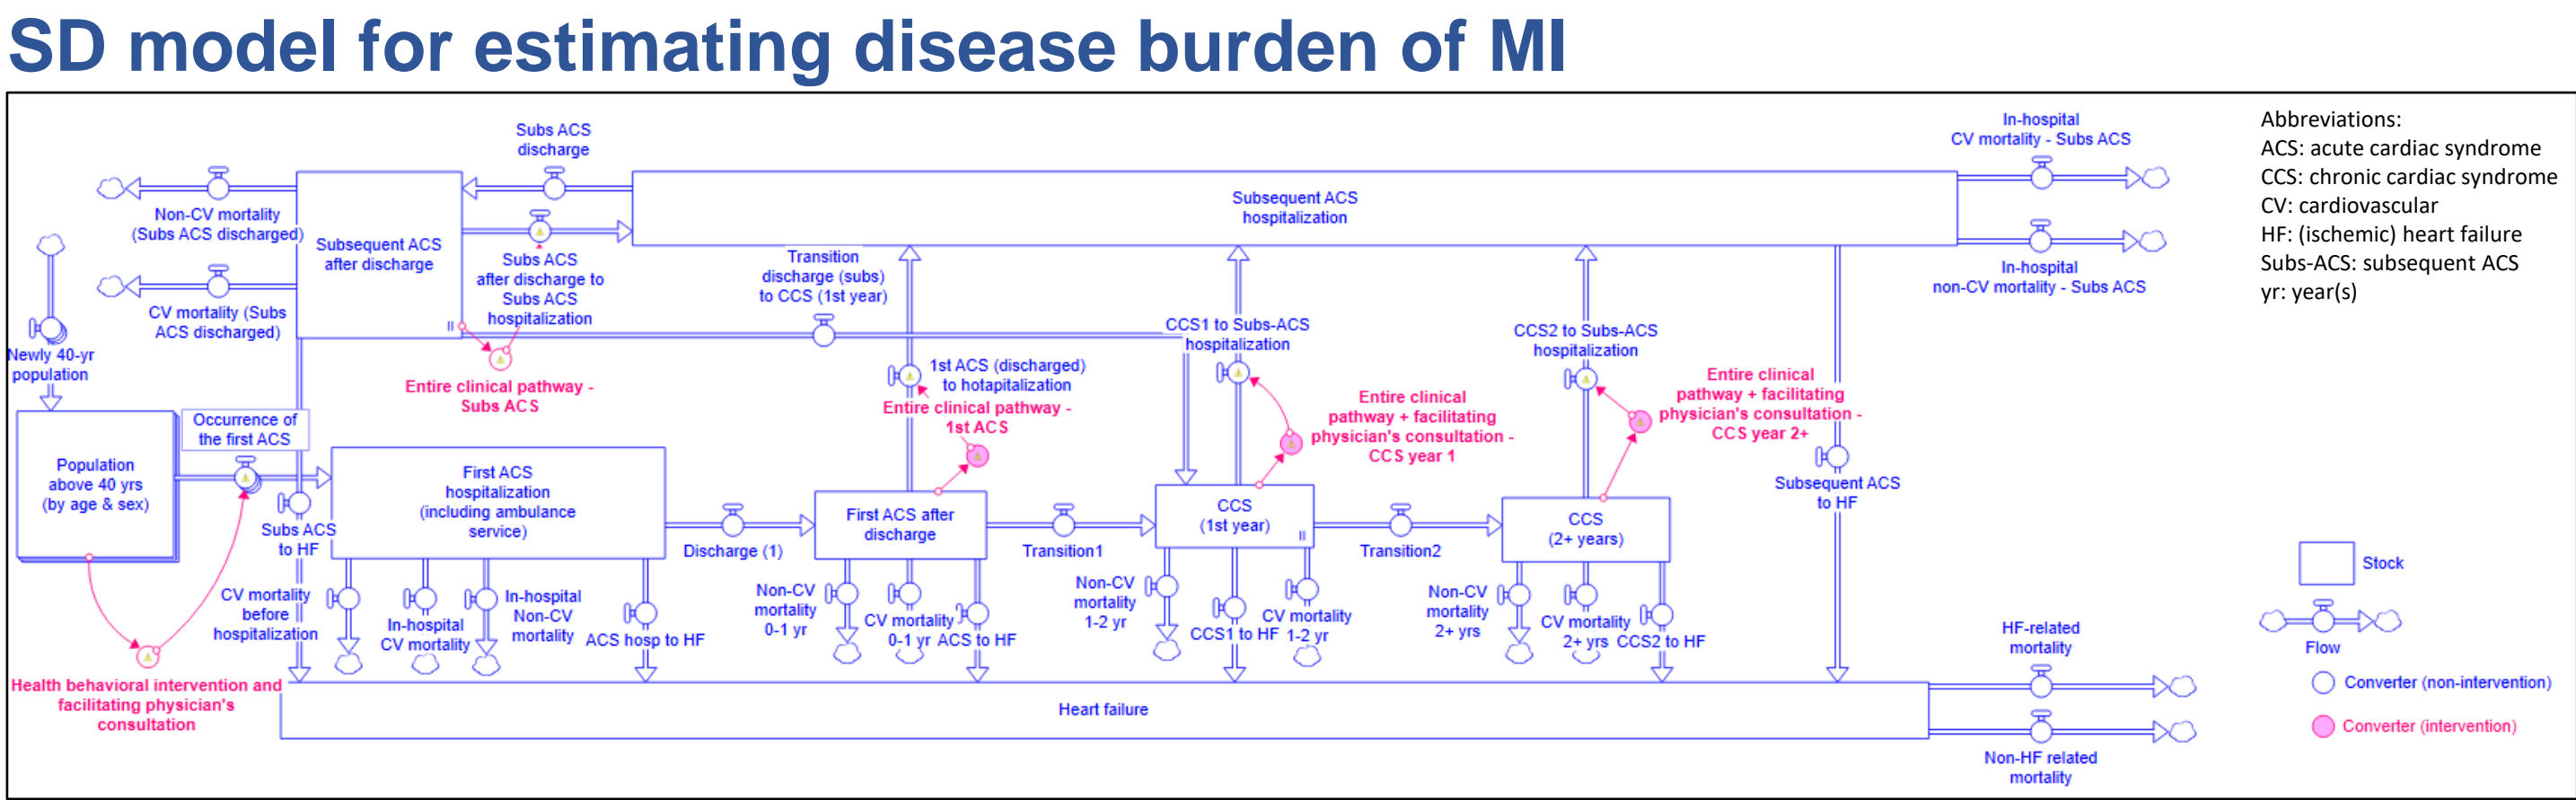 SD model for estimating disease burden of MI
Subs ACS
discharge
In-hospital
CV mortality - Subs ACS
Abbreviations:
ACS: acute cardiac syndrome
CCS: chronic cardiac syndrome
CV: cardiovascular
HF: (ischemic) heart failure
Subs-ACS: subsequent ACS
yr: year(s)
Non-CV mortality
(Subs ACS discharged)
Subsequent ACS
after discharge
Subsequent ACS
hospitalization
CV mortality (Subs
ACS discharged)
Subs ACS
after discharge to
Subs ACS
hospitalization
Transition
discharge (subs)
to CCS (1st year)
In-hospital
non-CV mortality - Subs ACS
Newly 40-yr
population
Entire clinical pathway -
Subs ACS
1st ACS (discharged)
to hotapitalization
Entire clinical pathway -
1st ACS
CCS1 to Subs-ACS
hospitalization
Entire clinical
pathway + facilitating
physician's consultation -
CCS year 1
CCS2 to Subs-ACS
hospitalization
Entire clinical
pathway + facilitating
physician's consultation -
CCS year 2+
Occurrence of
the first ACS
Population
above 40 yrs
(by age & sex)
Subs ACS
to HF
First ACS
hospitalization
(including ambulance
service)
Discharge (1)
First ACS after
discharge
Transition1
CCS
(1st year)
Transition2
CCS
(2+ years)
Subsequent ACS
to HF
CV mortality
before
hospitalization
In-hospital
CV mortality
In-hospital
Non-CV
mortality
ACS hosp to HF
Non-CV
mortality
0-1 yr
CV mortality
0-1 yr
ACS to HF
Non-CV
mortality
1-2 yr
CCS1 to HF
CV mortality
1-2 yr
Non-CV
mortality
2+ yrs
CV mortality
2+ yrs
CCS2 to HF
Health behavioral intervention and
facilitating physician's
consultation
Heart failure
HF-related
mortality
Non-HF related
mortality
Stock
Flow
Converter (non-intervention)
Converter (intervention)